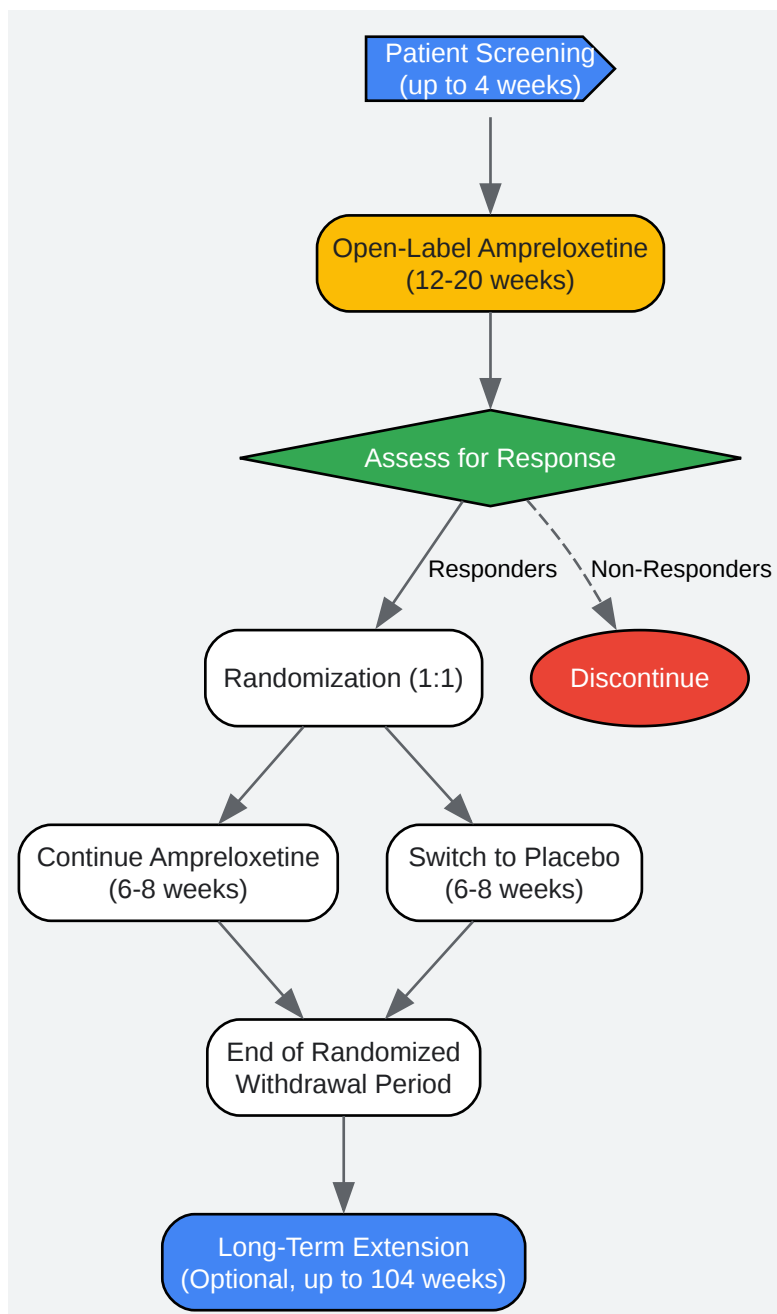 Patient Screening
(up to 4 weeks)
Open-Label Ampreloxetine
(12-20 weeks)
Assess for Response
Responders
Non-Responders
Randomization (1:1)
Discontinue
Continue Ampreloxetine
(6-8 weeks)
Switch to Placebo
(6-8 weeks)
End of Randomized
Withdrawal Period
Long-Term Extension
(Optional, up to 104 weeks)